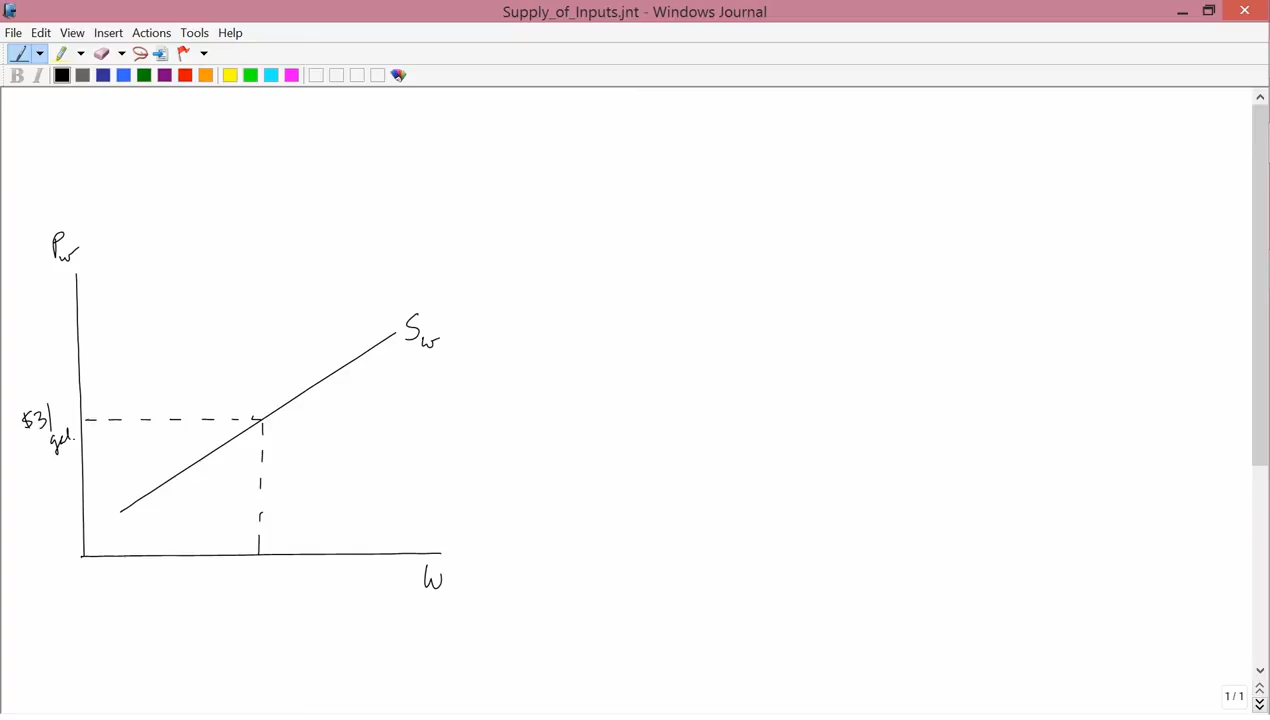 Supply_of_Inputs.jnt - Windows Journal
File Edit View Insert Actions Tools Help
B I
Pw
Sw
$3/
gal.
W
1 / 1